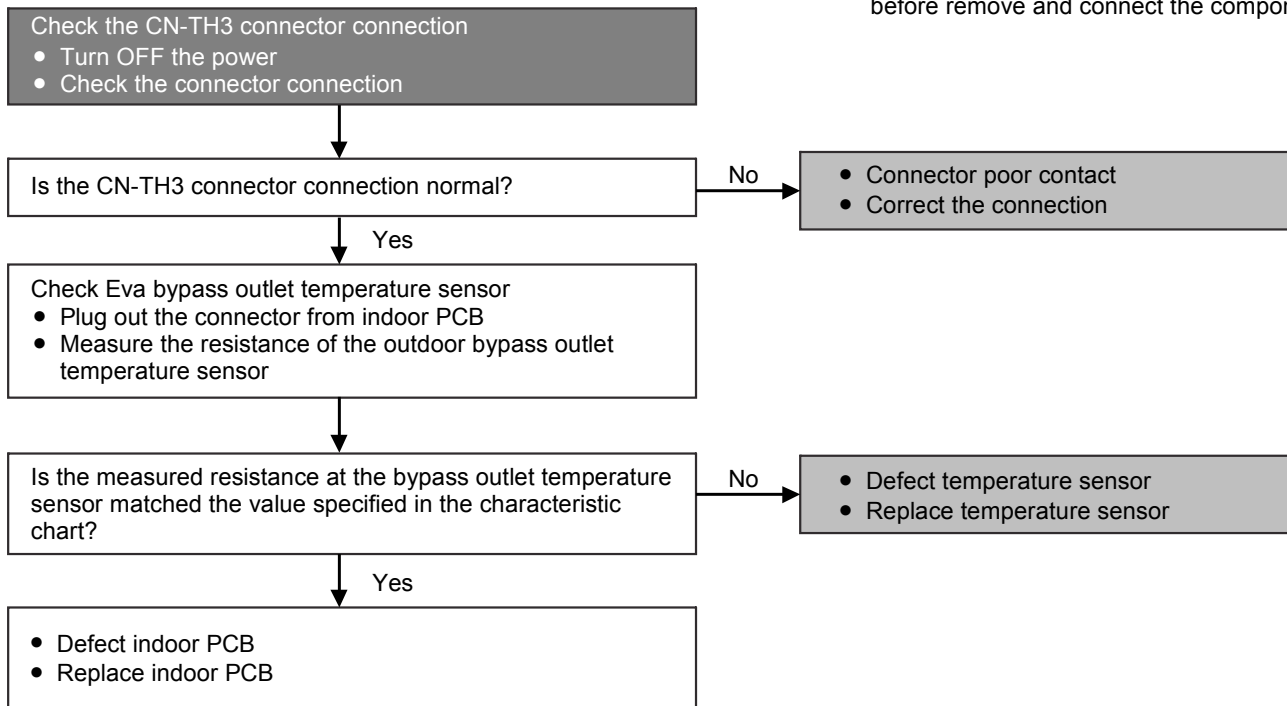 before remove and connect the
Check the CN-TH3 connector connection
• Turn OFF the power
• Check the connector connection
Is the CN-TH3 connector connection normal?
No
• Connector poor contact
• Correct the connection
Yes
Check Eva bypass outlet temperature sensor
• Plug out the connector from indoor PCB
• Measure the resistance of the outdoor bypass outlet
temperature sensor
Is the measured resistance at the bypass outlet temperature
sensor matched the value specified in the characteristic
chart?
No
• Defect temperature sensor
• Replace temperature sensor
Yes
• Defect indoor PCB
• Replace indoor PCB